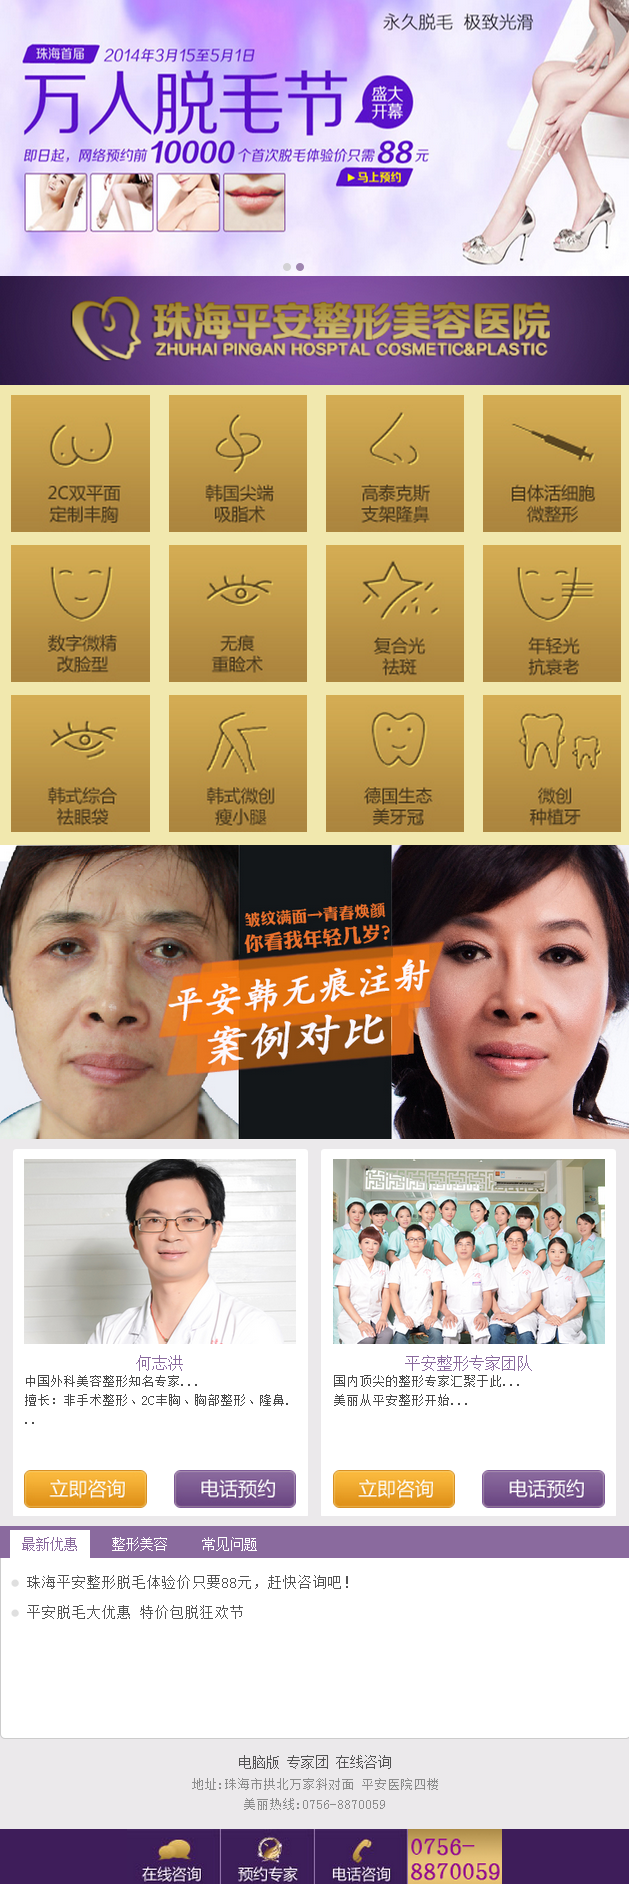 永久脱毛 极致光滑
珠海首届 2014年3月15至5月1日
万人脱毛节
盛大
开幕
即日起，网络预约前10000个首次脱毛体验价只需88元
▶马上预约
珠海平安整形美容医院
ZHUHAI PINGAN HOSPTAL COSMETIC&PLASTIC
2C双平面
定制丰胸
韩国尖端
吸脂术
高泰克斯
支架隆鼻
自体活细胞
微整形
数字微精
改脸型
无痕
重睑术
复合光
祛斑
年轻光
抗衰老
韩式综合
祛眼袋
韩式微创
瘦小腿
德国生态
美牙冠
微创
种植牙
皱纹满面→青春焕颜
你看我年轻几岁?
平安韩无痕注射
案例对比
何志洪
中国外科美容整形知名专家...
擅长：非手术整形、2C丰胸、胸部整形、隆鼻.
..
立即咨询 电话预约
平安整形专家团队
国内顶尖的整形专家汇聚于此...
美丽从平安整形开始...
立即咨询 电话预约
最新优惠 整形美容 常见问题
珠海平安整形脱毛体验价只要88元，赶快咨询吧！
平安脱毛大优惠 特价包脱狂欢节
电脑版 专家团 在线咨询
地址:珠海市拱北万家斜对面 平安医院四楼
美丽热线:0756-8870059
在线咨询 预约专家 电话咨询
0756-
8870059